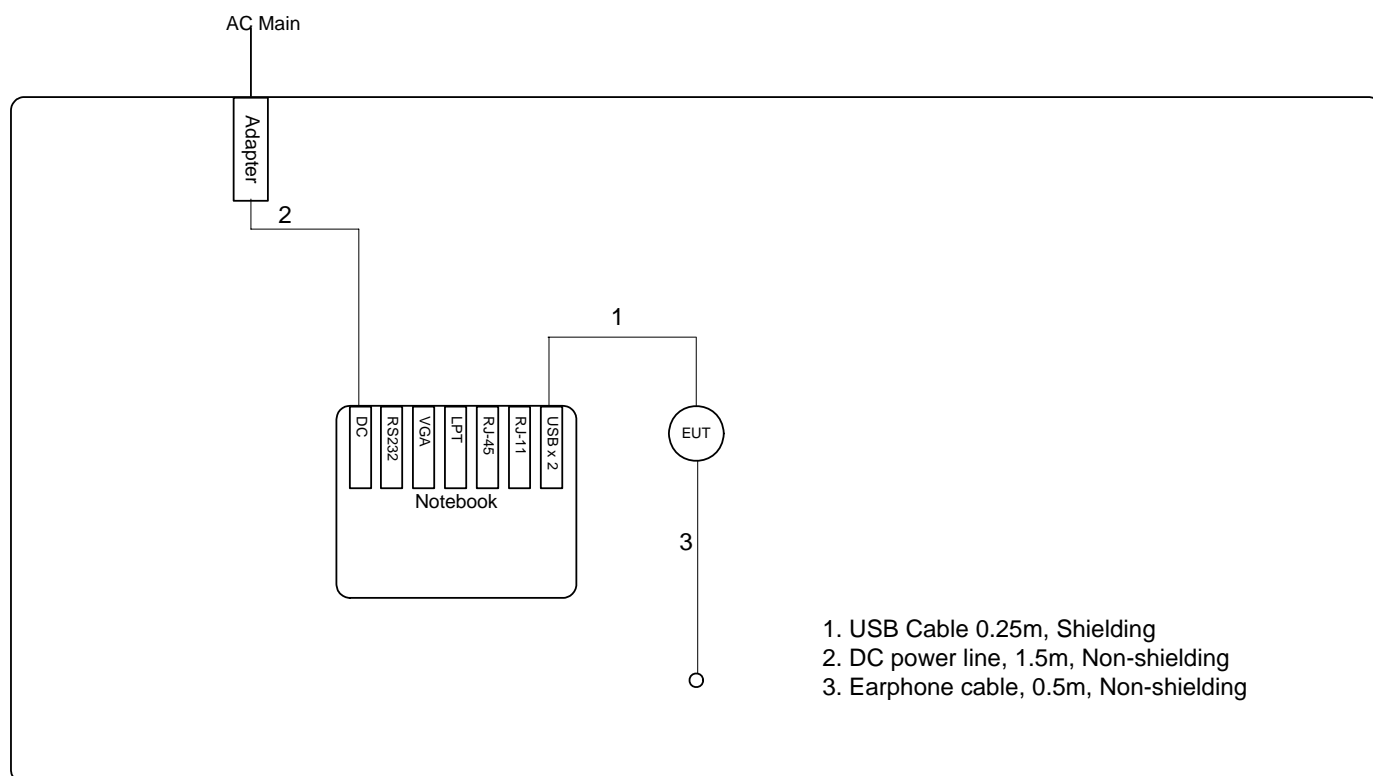 AC Main
Adapter
2
1
DC
RS232
VGA
LPT
RJ-45
RJ-11
USB x 2
EUT
Notebook
3
1. USB Cable 0.25m, Shielding
2. DC power line, 1.5m, Non-shielding
3. Earphone cable, 0.5m, Non-shielding